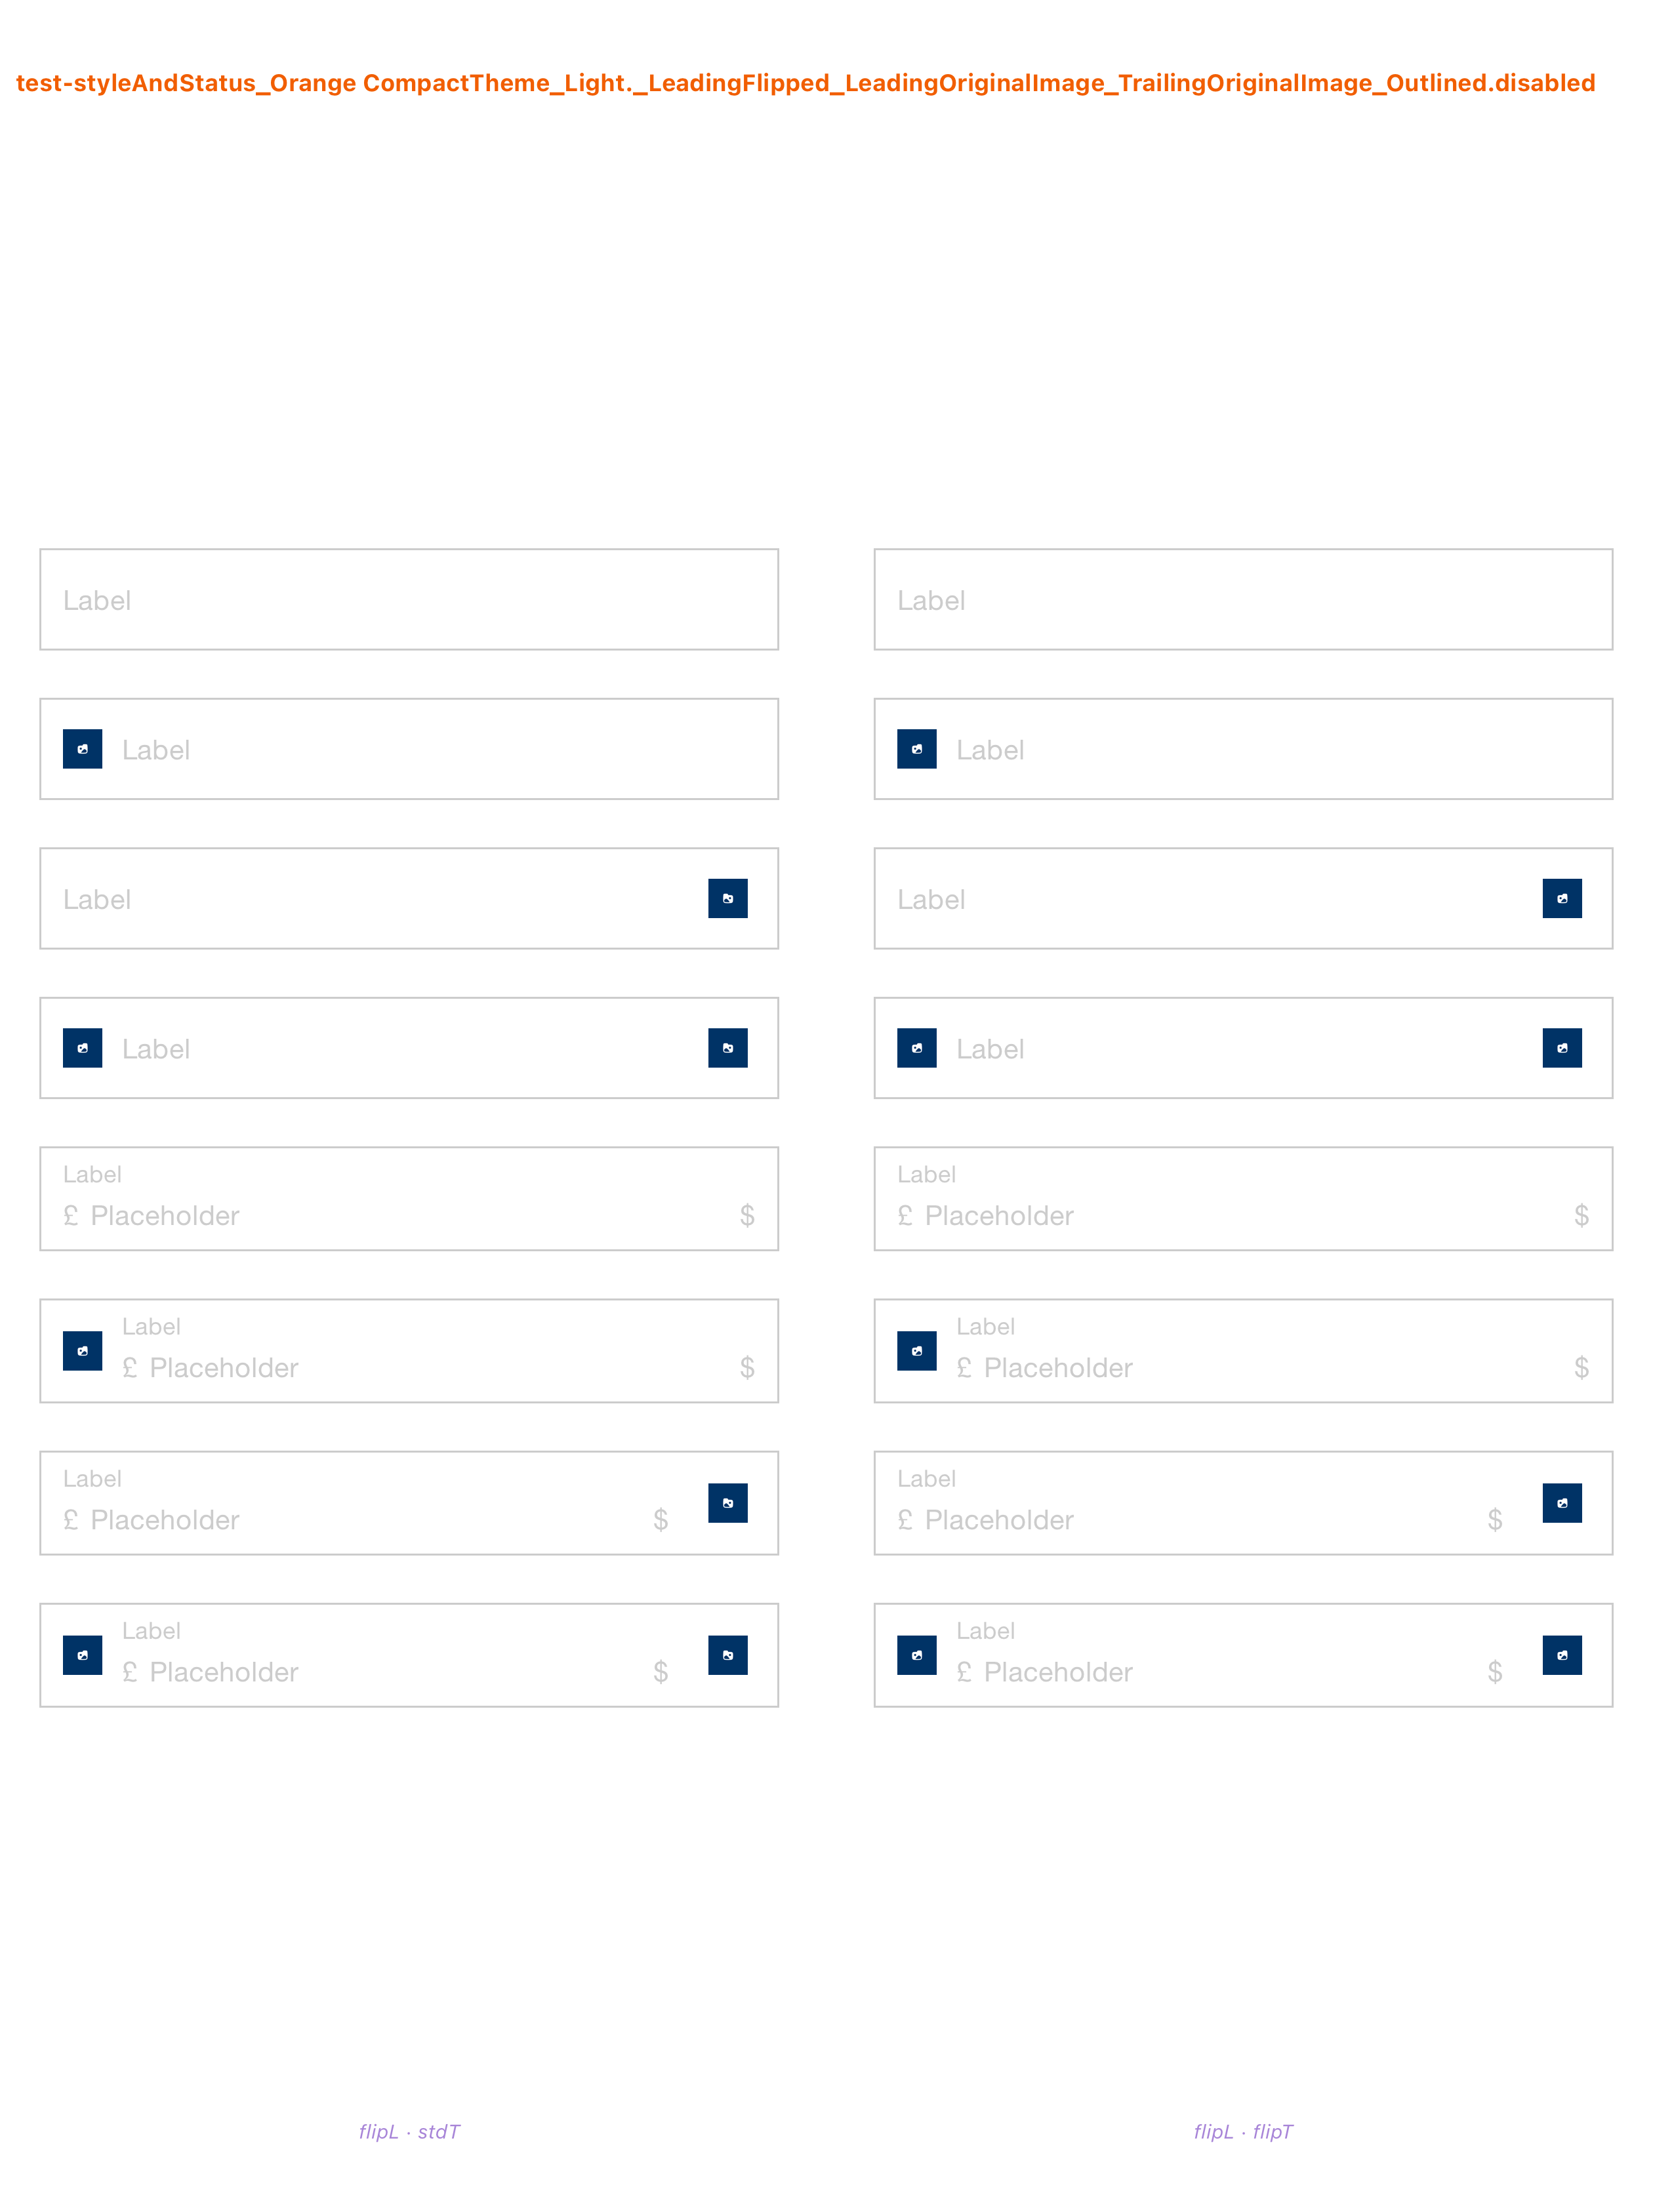 test-styleAndStatus_Orange CompactTheme_Light._LeadingFlipped_LeadingOriginalImage_TrailingOriginalImage_Outlined.disabled
Label
Label
Label
Label
Label
Label
Label
Label
Label
Label
£ Placeholder $
£ Placeholder $
Label
Label
£ Placeholder $
£ Placeholder $
Label
Label
£ Placeholder $
£ Placeholder $
Label
Label
£ Placeholder $
£ Placeholder $
flipL · stdT
flipL · flipT